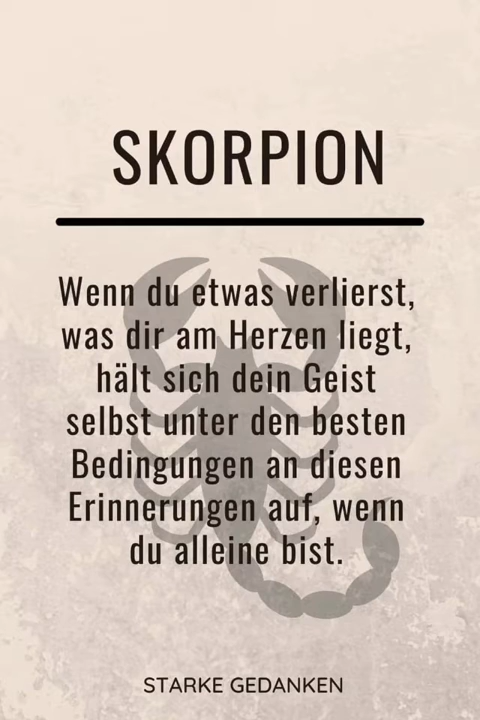 SKORPION
Wenn du etwas verlierst,
was dir am Herzen liegt,
hält sich dein Geist
selbst unter den besten
Bedingungen an diesen
Erinnerungen auf, wenn
du alleine bist.
STARKE GEDANKEN